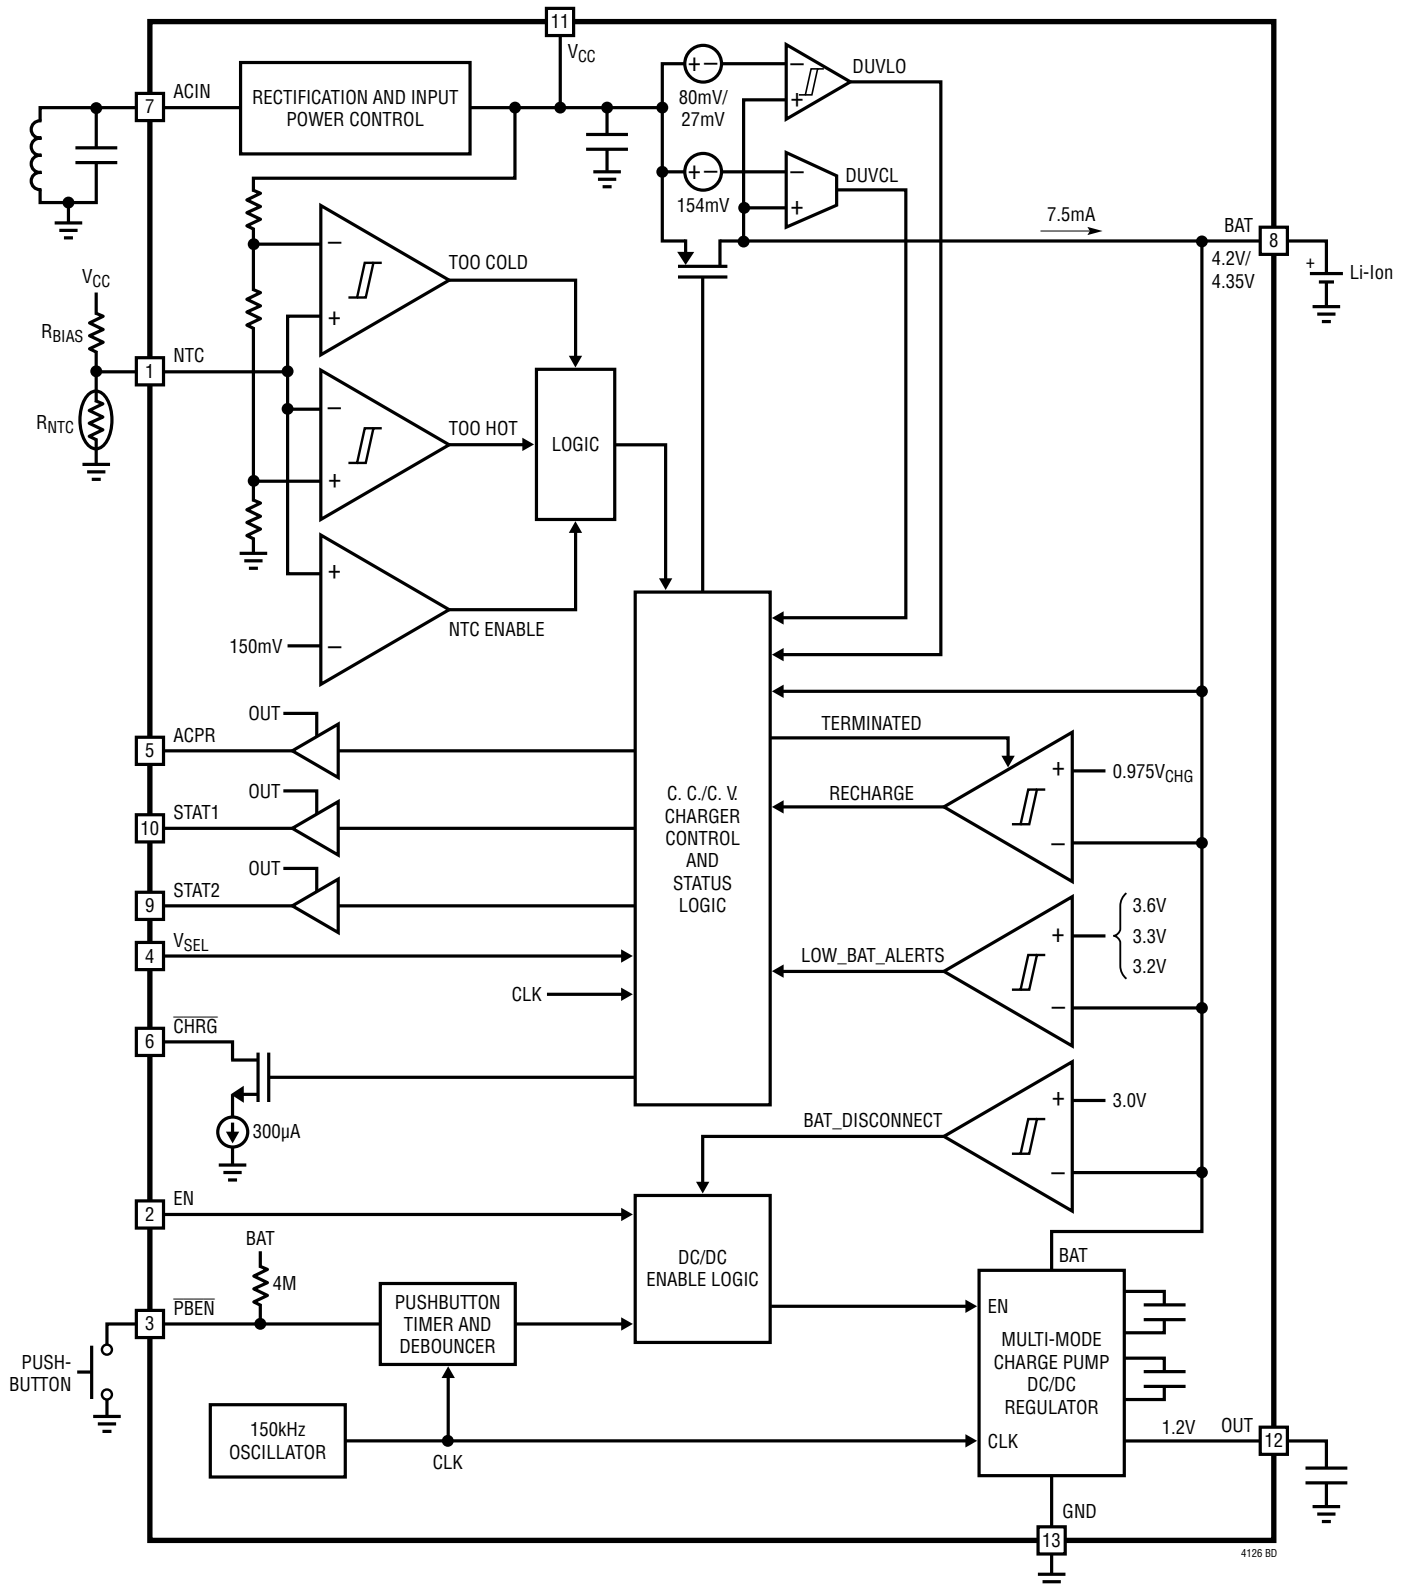 11
VCC
7
ACIN
RECTIFICATION AND INPUT
POWER CONTROL
+ −
80mV/
27mV
−
+
DUVLO
+ −
154mV
−
+
DUVCL
7.5mA
BAT
8
4.2V/
4.35V
+
Li-Ion
VCC
RBIAS
1
NTC
RNTC
−
+
TOO COLD
−
+
TOO HOT
LOGIC
+
−
150mV
NTC ENABLE
OUT
5
ACPR
OUT
10
STAT1
OUT
9
STAT2
4
VSEL
CLK
6
CHRG
300µA
C. C./C. V.
CHARGER
CONTROL
AND
STATUS
LOGIC
TERMINATED
RECHARGE
+
−
0.975VCHG
LOW_BAT_ALERTS
+
−
3.6V
3.3V
3.2V
BAT_DISCONNECT
+
−
3.0V
2
EN
BAT
4M
3
PBEN
PUSH-
BUTTON
PUSHBUTTON
TIMER AND
DEBOUNCER
DC/DC
ENABLE LOGIC
150kHz
OSCILLATOR
CLK
BAT
EN
MULTI-MODE
CHARGE PUMP
DC/DC
REGULATOR
CLK
1.2V
OUT
12
GND
13
4126 BD